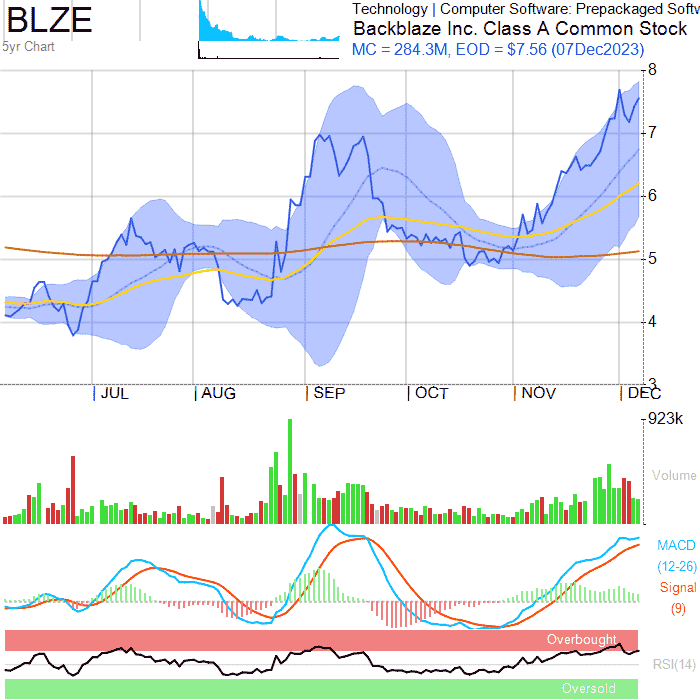 BLZE
5yr Chart
Technology | Computer Software: Prepackaged Softw
Backblaze Inc. Class A Common Stock
MC = 284.3M, EOD = $7.56 (07Dec2023)
8
7
6
5
4
3
JUL AUG SEP OCT NOV DEC
923k
Volume
MACD
(12-26)
Signal
(9)
Overbought
RSI(14)
Oversold